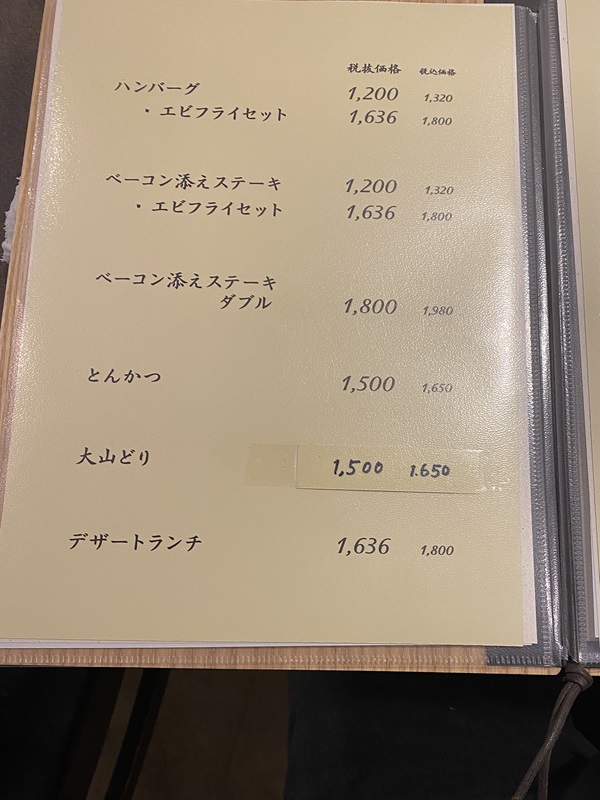 税抜価格 税込価格
ハンバーグ 1,200 1,320
・エビフライセット 1,636 1,800
ベーコン添えステーキ 1,200 1,320
・エビフライセット 1,636 1,800
ベーコン添えステーキ
ダブル 1,800 1,980
とんかつ 1,500 1,650
大山どり 1,500 1.650
デザートランチ 1,636 1,800